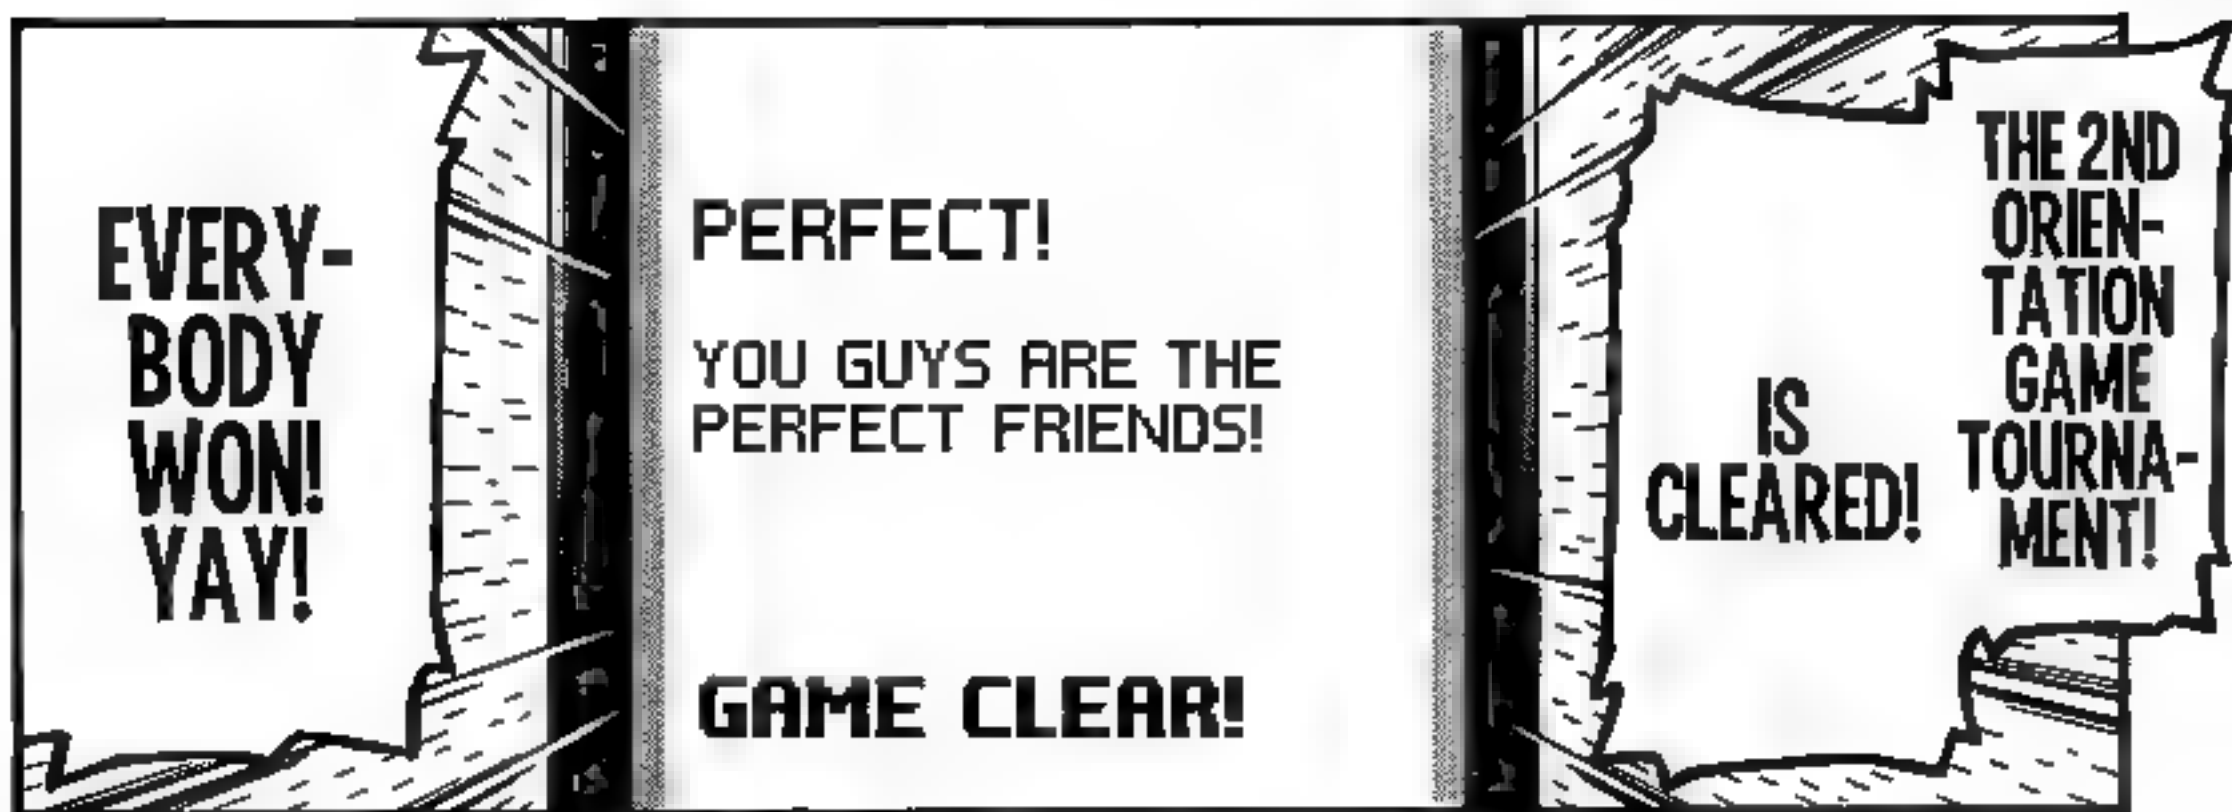 THE 2ND
ORIEN-
TATION
GAME
TOURNA-
MENT!
IS
CLEARED!
PERFECT!
YOU GUYS ARE THE
PERFECT FRIENDS!
GAME CLEAR!
EVERY-
BODY
WON!
YAY!